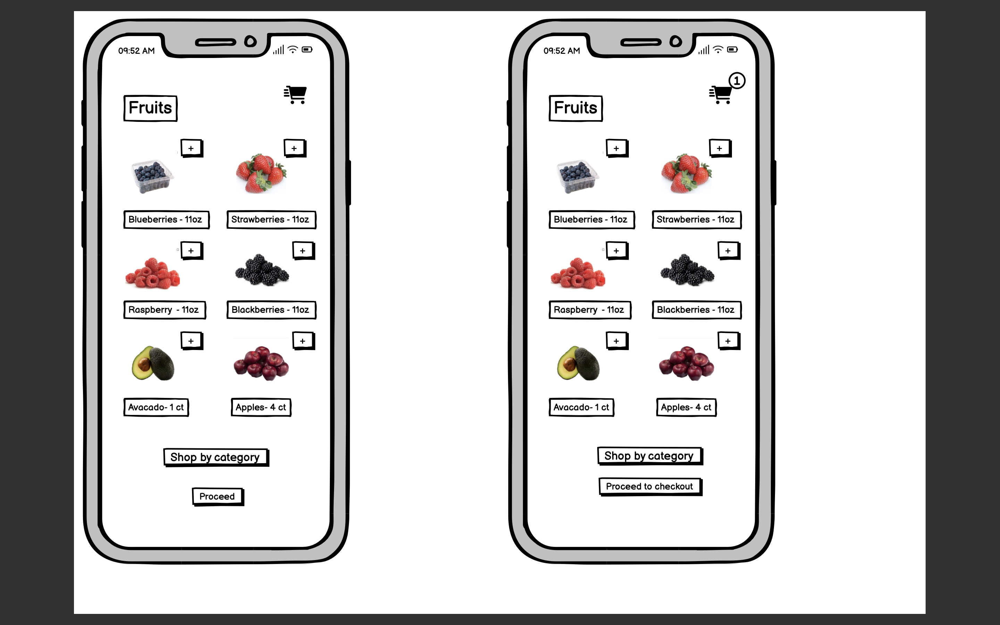 09:52 AM
Fruits
+
+
Blueberries - 11oz
Strawberries - 11oz
+
+
Raspberry - 11oz
Blackberries - 11oz
+
+
Avacado- 1 ct
Apples- 4 ct
Shop by category
Proceed
09:52 AM
1
Fruits
+
+
Blueberries - 11oz
Strawberries - 11oz
+
+
Raspberry - 11oz
Blackberries - 11oz
+
+
Avacado- 1 ct
Apples- 4 ct
Shop by category
Proceed to checkout